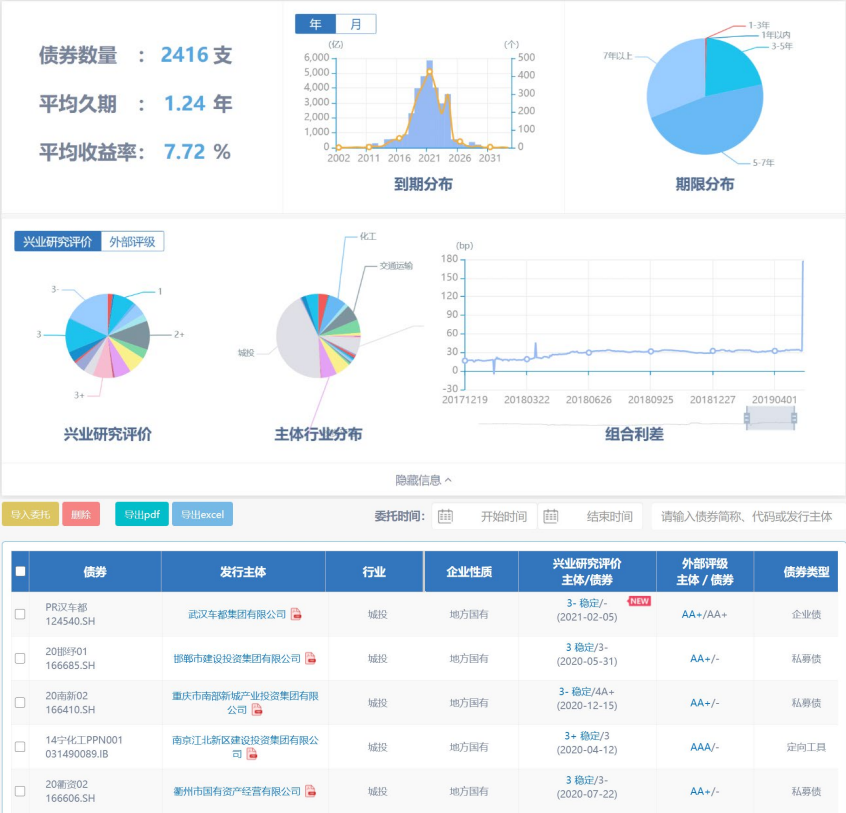 债券数量 : 2416 支
平均久期 : 1.24 年
平均收益率: 7.72 %
年 月
(亿) (个)
6,000 500
5,000 400
4,000 300
3,000 200
2,000 100
1,000 0
0
2002 2011 2016 2021 2026 2031
到期分布
1-3年
1年以内
3-5年
7年以上
5-7年
期限分布
兴业研究评价 外部评级
3-
1
3
2+
3+
兴业研究评价
化工
交通运输
城投
主体行业分布
(bp)
180
150
120
90
60
30
0
-30
20171219 20180322 20180626 20180925 20181227 20190401
组合利差
隐藏信息
导入委托 删除 导出pdf 导出excel 委托时间: 开始时间 结束时间 请输入债券简称、代码或发行主体
债券 发行主体 行业 企业性质 兴业研究评价 主体/债券 外部评级 主体 / 债券 债券类型
PR汉车都 124540.SH 武汉车都集团有限公司 城投 地方国有 3- 稳定/- (2021-02-05) NEW AA+/AA+ 企业债
20邯纾01 166685.SH 邯郸市建设投资集团有限公司 城投 地方国有 3 稳定/3- (2020-05-31) AA+/- 私募债
20南新02 166410.SH 重庆市南部新城产业投资集团有限公司 城投 地方国有 3- 稳定/4A+ (2020-12-15) AA+/- 私募债
14宁化工PPN001 031490089.IB 南京江北新区建设投资集团有限公司 城投 地方国有 3+ 稳定/3 (2020-04-12) AAA/- 定向工具
20衢资02 166606.SH 衢州市国有资产经营有限公司 城投 地方国有 3 稳定/3- (2020-07-22) AA+/- 私募债